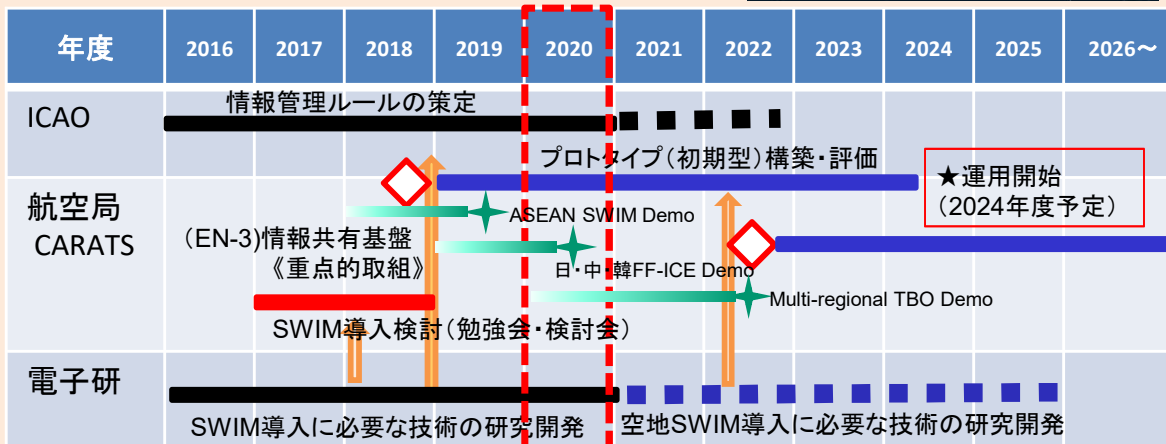 年度 2016 2017 2018 2019 2020 2021 2022 2023 2024 2025 2026～
ICAO
情報管理ルールの策定
プロトタイプ(初期型)構築・評価
★運用開始
(2024年度予定)
航空局
CARATS
ASEAN SWIM Demo
(EN-3)情報共有基盤
《重点的取組》
日・中・韓FF-ICE Demo
Multi-regional TBO Demo
SWIM導入検討(勉強会・検討会)
電子研
SWIM導入に必要な技術の研究開発
空地SWIM導入に必要な技術の研究開発